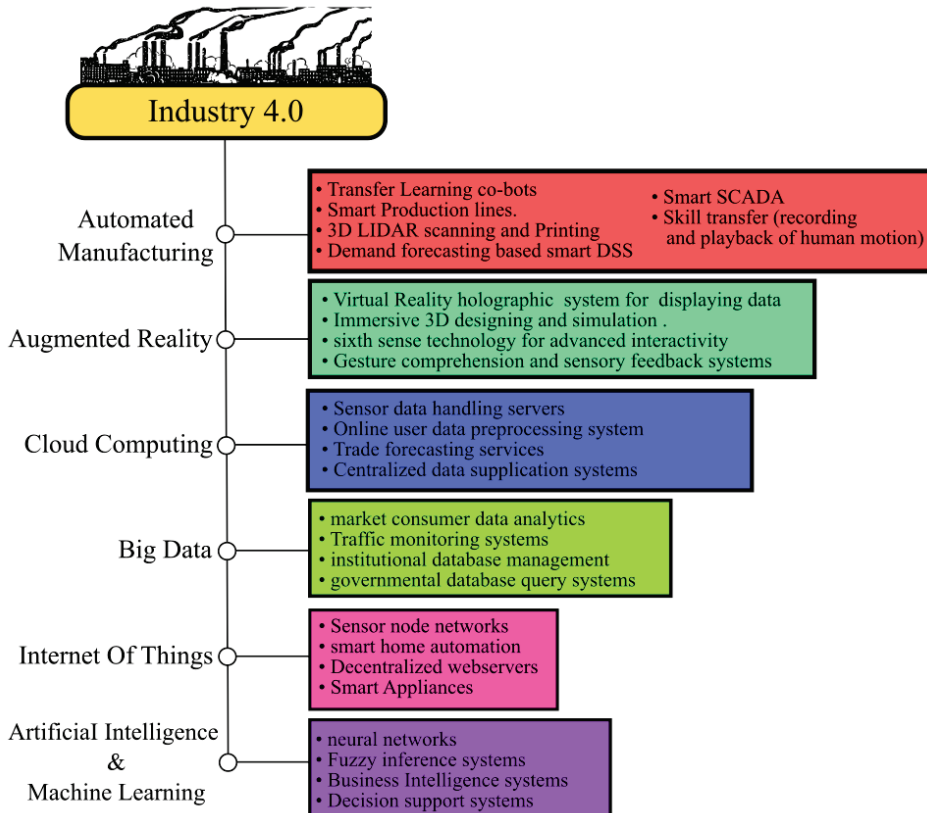 Industry 4.0
Automated
Manufacturing
• Transfer Learning co-bots
• Smart Production lines.
• 3D LIDAR scanning and Printing
• Demand forecasting based smart DSS
• Smart SCADA
• Skill transfer (recording
and playback of human motion)
Augmented Reality
• Virtual Reality holographic system for displaying data
• Immersive 3D designing and simulation .
• sixth sense technology for advanced interactivity
• Gesture comprehension and sensory feedback systems
Cloud Computing
• Sensor data handling servers
• Online user data preprocessing system
• Trade forecasting services
• Centralized data supplication systems
Big Data
• market consumer data analytics
• Traffic monitoring systems
• institutional database management
• governmental database query systems
Internet Of Things
• Sensor node networks
• smart home automation
• Decentralized webservers
• Smart Appliances
Artificial Intelligence
&
Machine Learning
• neural networks
• Fuzzy inference systems
• Business Intelligence systems
• Decision support systems